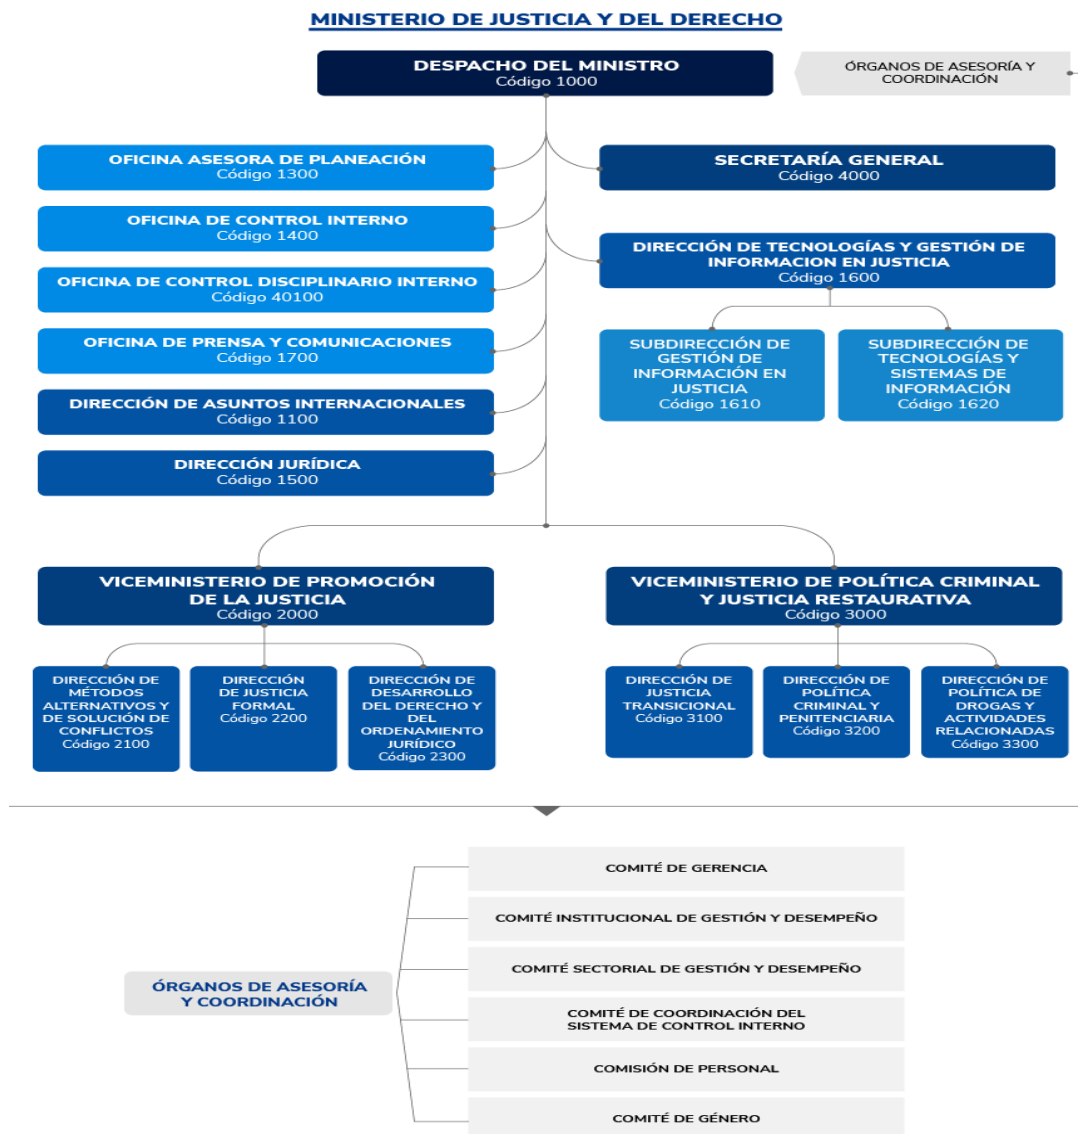 MINISTERIO DE JUSTICIA Y DEL DERECHO
DESPACHO DEL MINISTRO
Código 1000
ÓRGANOS DE ASESORÍA Y
COORDINACIÓN
OFICINA ASESORA DE PLANEACIÓN
Código 1300
OFICINA DE CONTROL INTERNO
Código 1400
OFICINA DE CONTROL DISCIPLINARIO INTERNO
Código 40100
OFICINA DE PRENSA Y COMUNICACIONES
Código 1700
DIRECCIÓN DE ASUNTOS INTERNACIONALES
Código 1100
DIRECCIÓN JURÍDICA
Código 1500
SECRETARÍA GENERAL
Código 4000
DIRECCIÓN DE TECNOLOGÍAS Y GESTIÓN DE
INFORMACION EN JUSTICIA
Código 1600
SUBDIRECCIÓN DE
GESTIÓN DE
INFORMACIÓN EN
JUSTICIA
Código 1610
SUBDIRECCIÓN DE
TECNOLOGÍAS Y
SISTEMAS DE
INFORMACIÓN
Código 1620
VICEMINISTERIO DE PROMOCIÓN
DE LA JUSTICIA
Código 2000
DIRECCIÓN DE
MÉTODOS
ALTERNATIVOS Y
DE SOLUCIÓN DE
CONFLICTOS
Código 2100
DIRECCIÓN
DE JUSTICIA
FORMAL
Código 2200
DIRECCIÓN DE
DESARROLLO
DEL DERECHO Y
DEL
ORDENAMIENTO
JURÍDICO
Código 2300
VICEMINISTERIO DE POLÍTICA CRIMINAL
Y JUSTICIA RESTAURATIVA
Código 3000
DIRECCIÓN DE
JUSTICIA
TRANSICIONAL
Código 3100
DIRECCIÓN DE
POLÍTICA
CRIMINAL Y
PENITENCIARIA
Código 3200
DIRECCIÓN DE
POLÍTICA DE
DROGAS Y
ACTIVIDADES
RELACIONADAS
Código 3300
ÓRGANOS DE ASESORÍA
Y COORDINACIÓN
COMITÉ DE GERENCIA
COMITÉ INSTITUCIONAL DE GESTIÓN Y DESEMPEÑO
COMITÉ SECTORIAL DE GESTIÓN Y DESEMPEÑO
COMITÉ DE COORDINACIÓN DEL
SISTEMA DE CONTROL INTERNO
COMISIÓN DE PERSONAL
COMITÉ DE GÉNERO